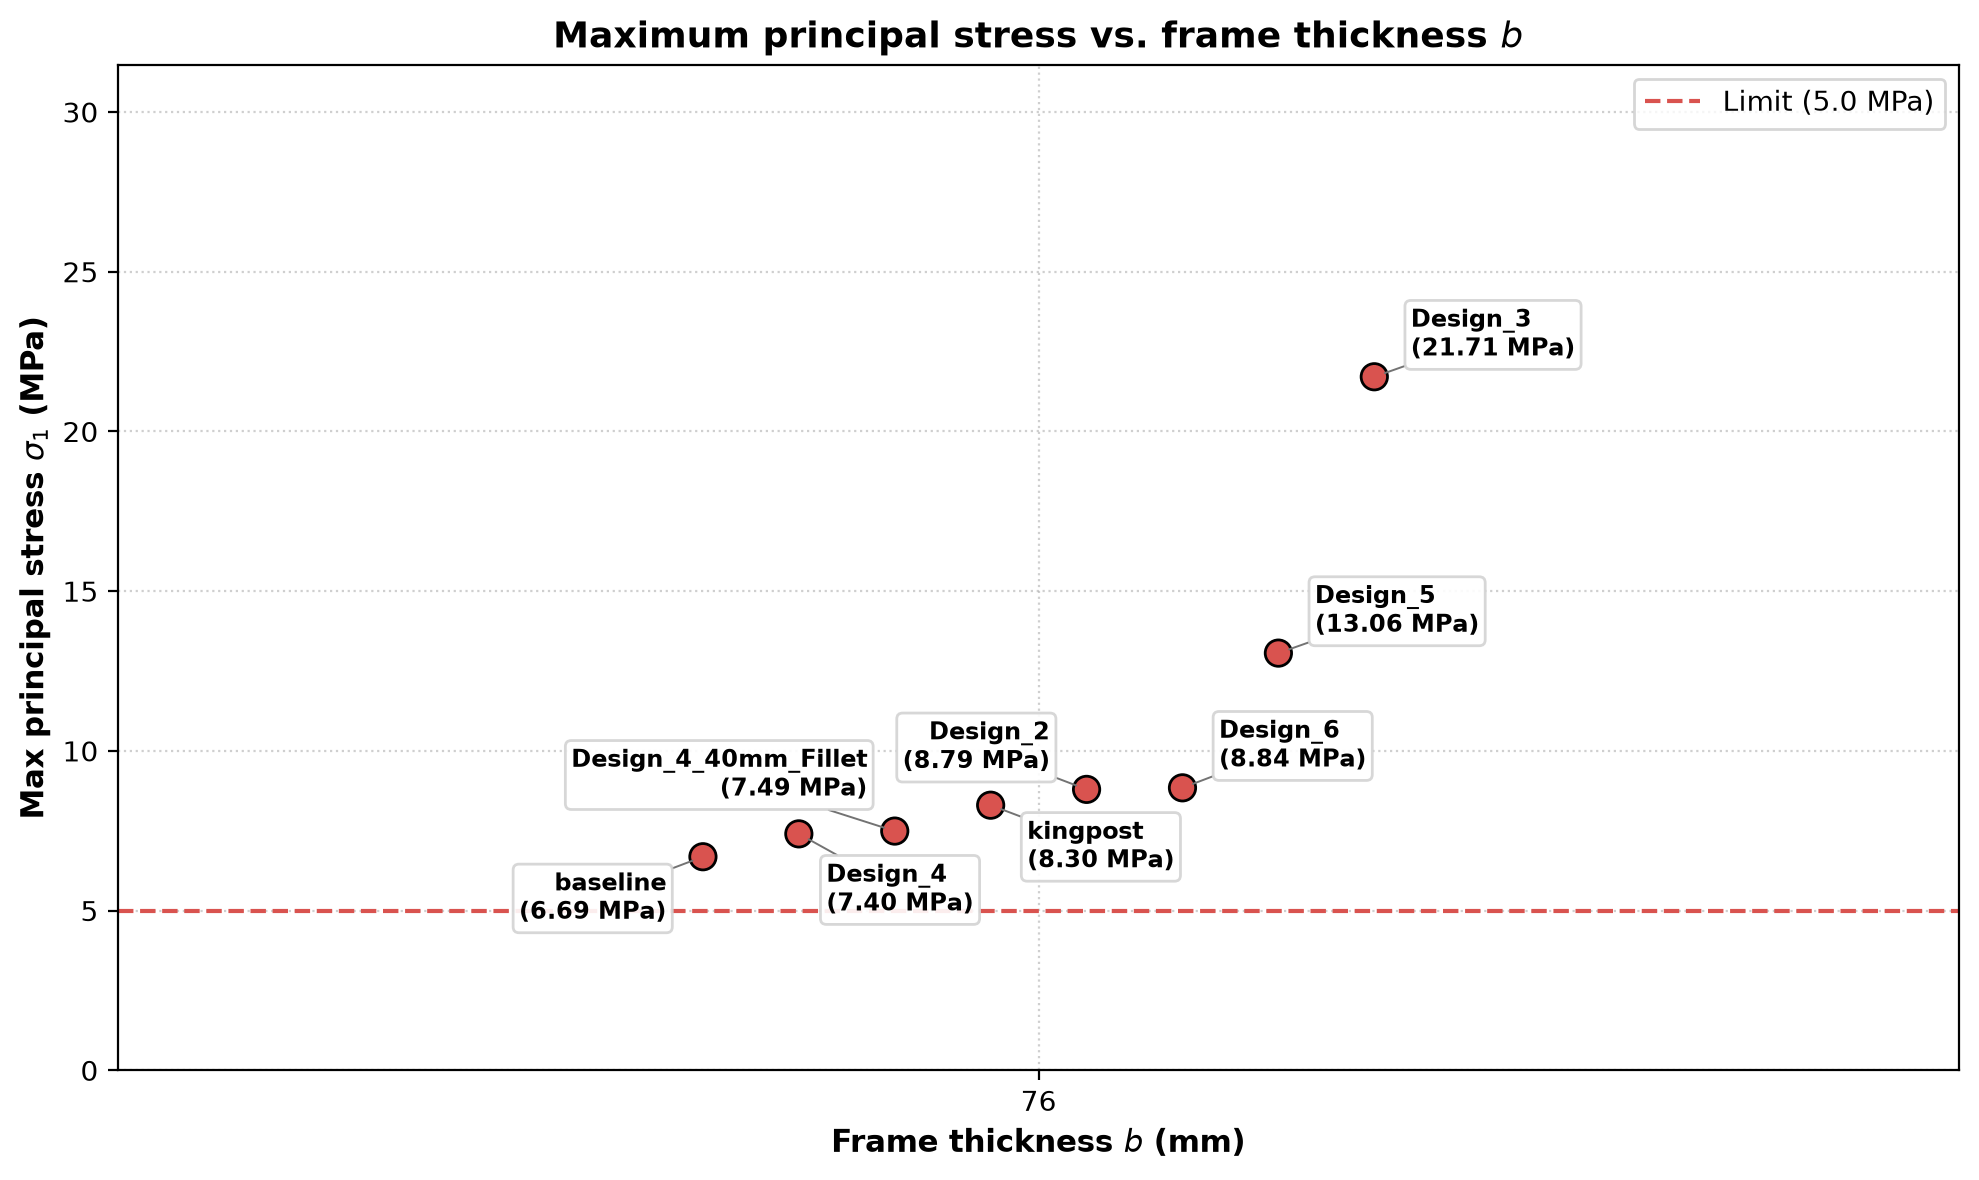 Maximum principal stress vs. frame thickness b
Limit (5.0 MPa)
Max principal stress σ₁ (MPa)
30
25
20
15
10
5
0
Design_3
(21.71 MPa)
Design_5
(13.06 MPa)
Design_2
(8.79 MPa)
Design_6
(8.84 MPa)
Design_4_40mm_Fillet
(7.49 MPa)
kingpost
(8.30 MPa)
baseline
(6.69 MPa)
Design_4
(7.40 MPa)
76
Frame thickness b (mm)